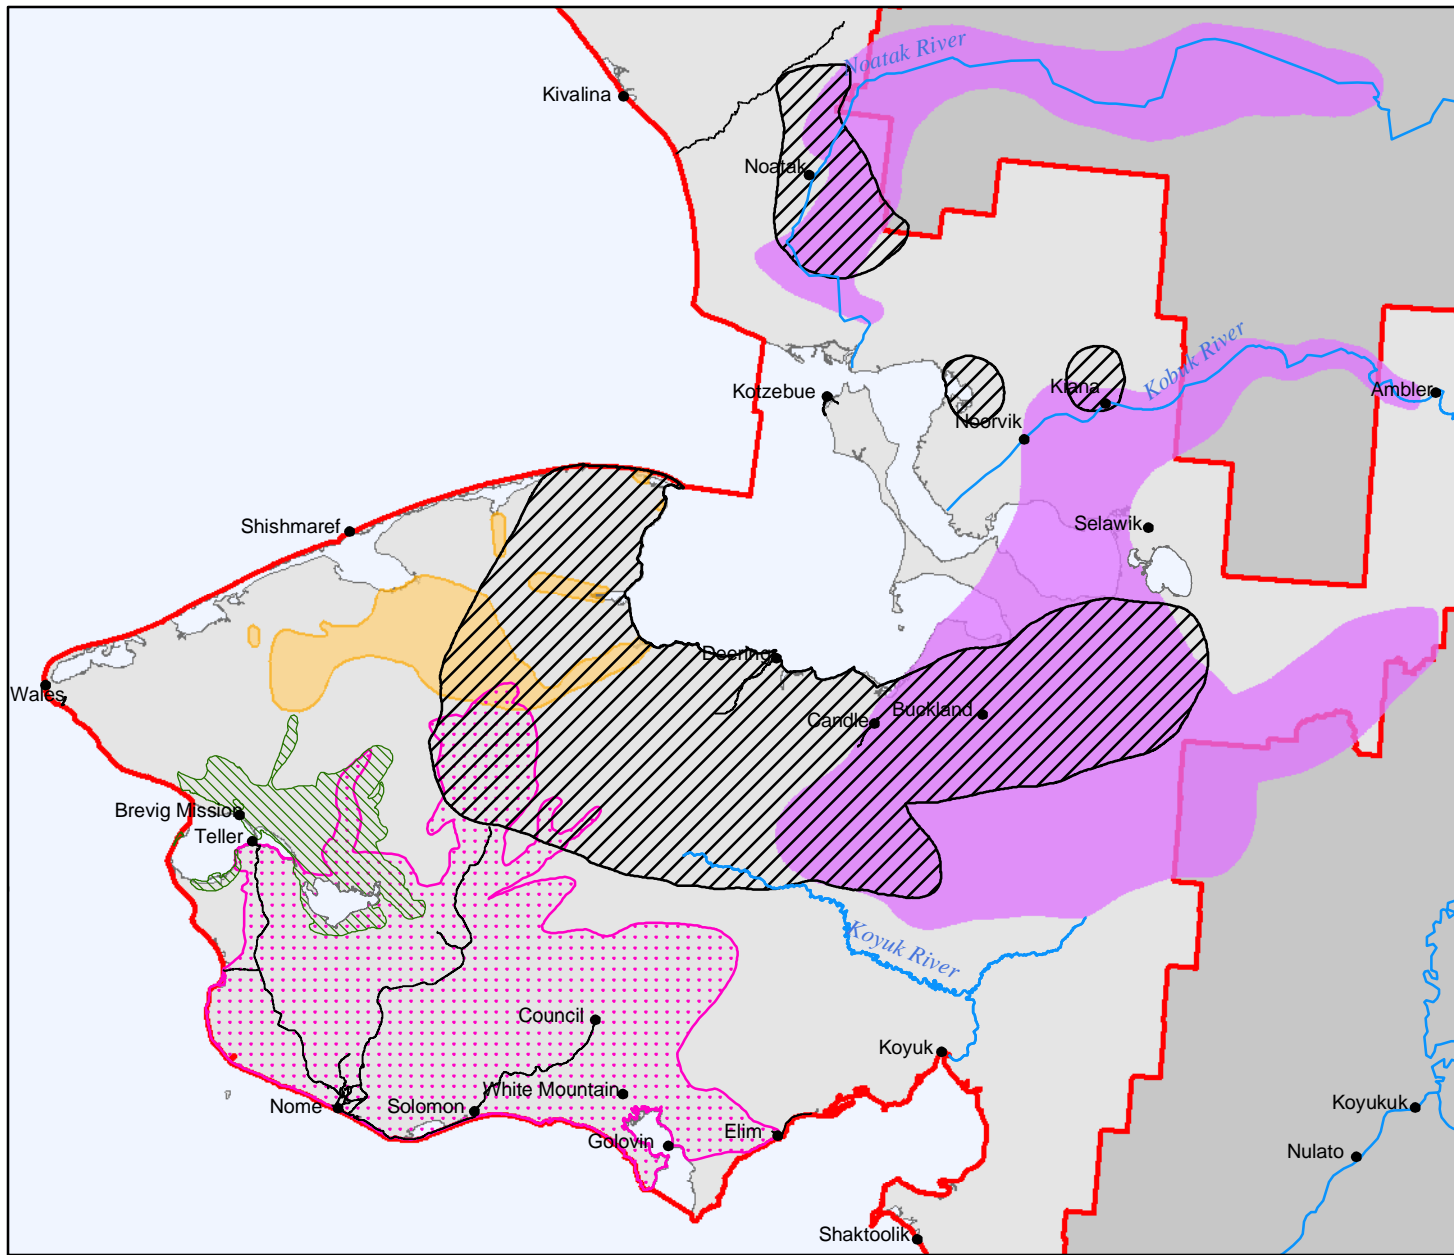 Noatak River
Kivalina
Noatak
Kobuk River
Kiana
Kotzebue
Ambler
Noorvik
Shishmaref
Selawik
Deering
Wales
Buckland
Candle
Brevig Mission
Teller
Koyuk River
Council
Koyuk
White Mountain
Nome
Solomon
Koyukuk
Elim
Golovin
Nulato
Shaktoolik